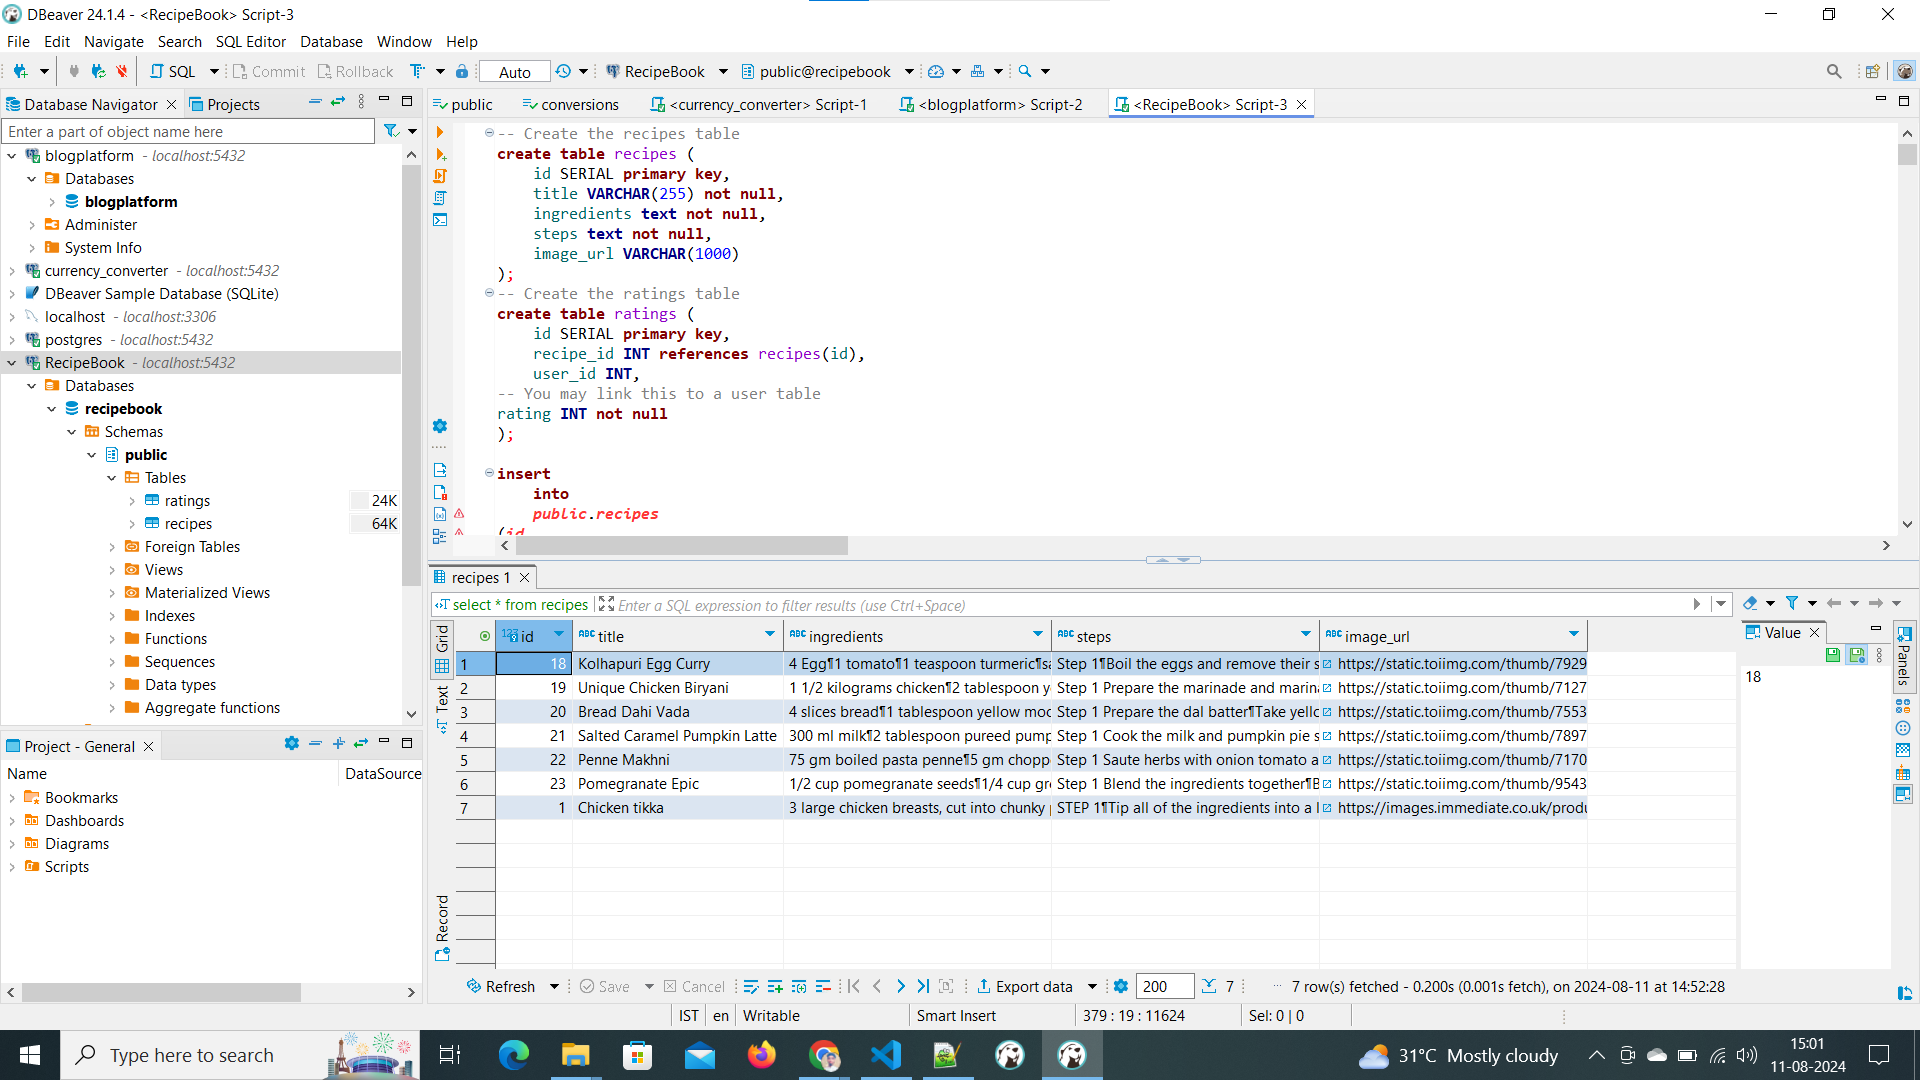 DBeaver 24.1.4 - <RecipeBook> Script-3
File Edit Navigate Search SQL Editor Database Window Help
SQL Commit Rollback Auto RecipeBook public@recipebook
Database Navigator Projects
Enter a part of object name here
blogplatform - localhost:5432
Databases
blogplatform
Administer
System Info
currency_converter - localhost:5432
DBeaver Sample Database (SQLite)
localhost - localhost:3306
postgres - localhost:5432
RecipeBook - localhost:5432
Databases
recipebook
Schemas
public
Tables
ratings 24K
recipes 64K
Foreign Tables
Views
Materialized Views
Indexes
Functions
Sequences
Data types
Aggregate functions
Project - General
Name DataSource
Bookmarks
Dashboards
Diagrams
Scripts
public conversions <currency_converter> Script-1 <blogplatform> Script-2 <RecipeBook> Script-3
-- Create the recipes table
create table recipes (
id SERIAL primary key,
title VARCHAR(255) not null,
ingredients text not null,
steps text not null,
image_url VARCHAR(1000)
);
-- Create the ratings table
create table ratings (
id SERIAL primary key,
recipe_id INT references recipes(id),
user_id INT,
-- You may link this to a user table
rating INT not null
);
insert
into
public.recipes
(id
recipes 1
select * from recipes Enter a SQL expression to filter results (use Ctrl+Space)
Grid
Text
Record
123 id ABC title ABC ingredients ABC steps ABC image_url
1 18 Kolhapuri Egg Curry 4 Egg¶1 tomato¶1 teaspoon turmeric¶sa Step 1¶Boil the eggs and remove their s https://static.toiimg.com/thumb/7929
2 19 Unique Chicken Biryani 1 1/2 kilograms chicken¶2 tablespoon y Step 1 Prepare the marinade and marin https://static.toiimg.com/thumb/7127
3 20 Bread Dahi Vada 4 slices bread¶1 tablespoon yellow moo Step 1 Prepare the dal batter¶Take yello https://static.toiimg.com/thumb/7553
4 21 Salted Caramel Pumpkin Latte 300 ml milk¶2 tablespoon pureed pump Step 1 Cook the milk and pumpkin pie s https://static.toiimg.com/thumb/7897
5 22 Penne Makhni 75 gm boiled pasta penne¶5 gm chopp Step 1 Saute herbs with onion tomato a https://static.toiimg.com/thumb/7170
6 23 Pomegranate Epic 1/2 cup pomegranate seeds¶1/4 cup gr Step 1 Blend the ingredients together¶B https://static.toiimg.com/thumb/9543
7 1 Chicken tikka 3 large chicken breasts, cut into chunky p STEP 1¶Tip all of the ingredients into a l https://images.immediate.co.uk/produ
Value
18
Panels
Refresh Save Cancel Export data 200 7 7 row(s) fetched - 0.200s (0.001s fetch), on 2024-08-11 at 14:52:28
IST en Writable Smart Insert 379 : 19 : 11624 Sel: 0 | 0
Type here to search 31°C Mostly cloudy 15:01
11-08-2024